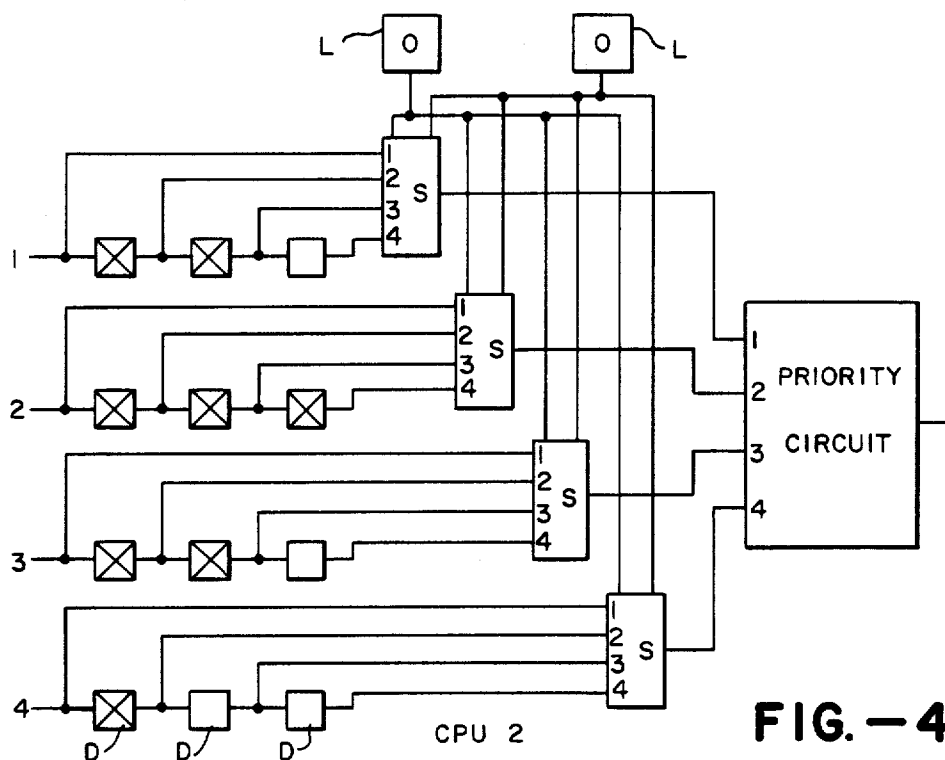 L O O L
1 2 3 4 S
1
1 2 3 4 S
2
1 2 3 4 S
3
1 2 3 4 S
4
D D D
1 2 3 4
PRIORITY
CIRCUIT
CPU 2
FIG.-4